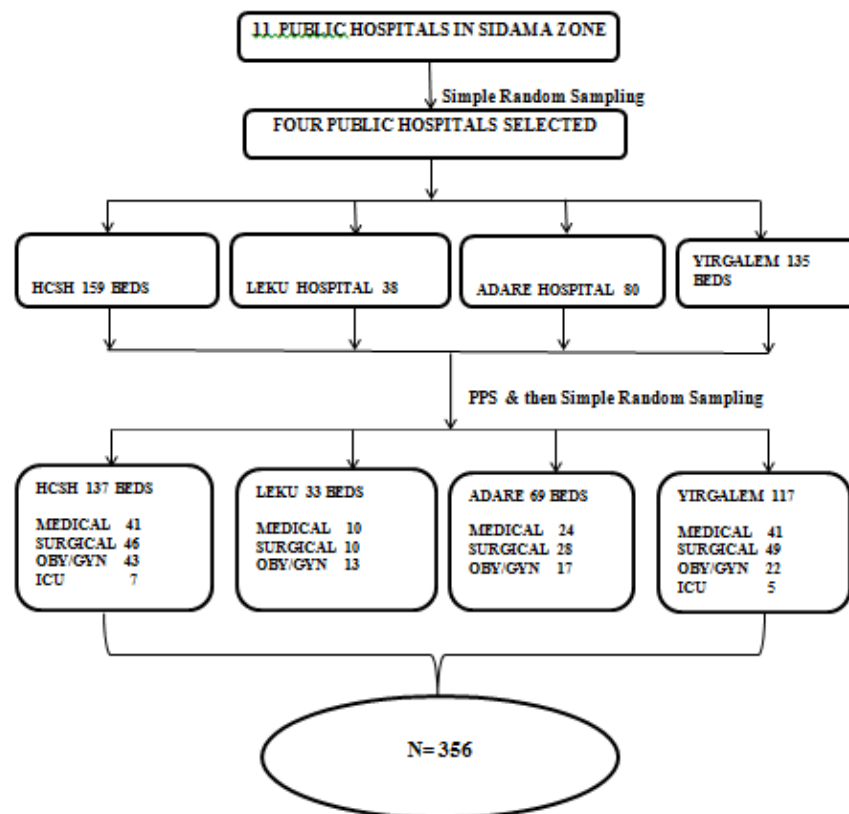 11 PUBLIC HOSPITALS IN SIDAMA ZONE
Simple Random Sampling
FOUR PUBLIC HOSPITALS SELECTED
HCSH 159 BEDS
LEKU HOSPITAL 38
ADARE HOSPITAL 80
YIRGALEM 135
BEDS
PPS & then Simple Random Sampling
HCSH 137 BEDS
MEDICAL 41
SURGICAL 46
OBY/GYN 43
ICU 7
LEKU 33 BEDS
MEDICAL 10
SURGICAL 10
OBY/GYN 13
ADARE 69 BEDS
MEDICAL 24
SURGICAL 28
OBY/GYN 17
YIRGALEM 117
MEDICAL 41
SURGICAL 49
OBY/GYN 22
ICU 5
N= 356